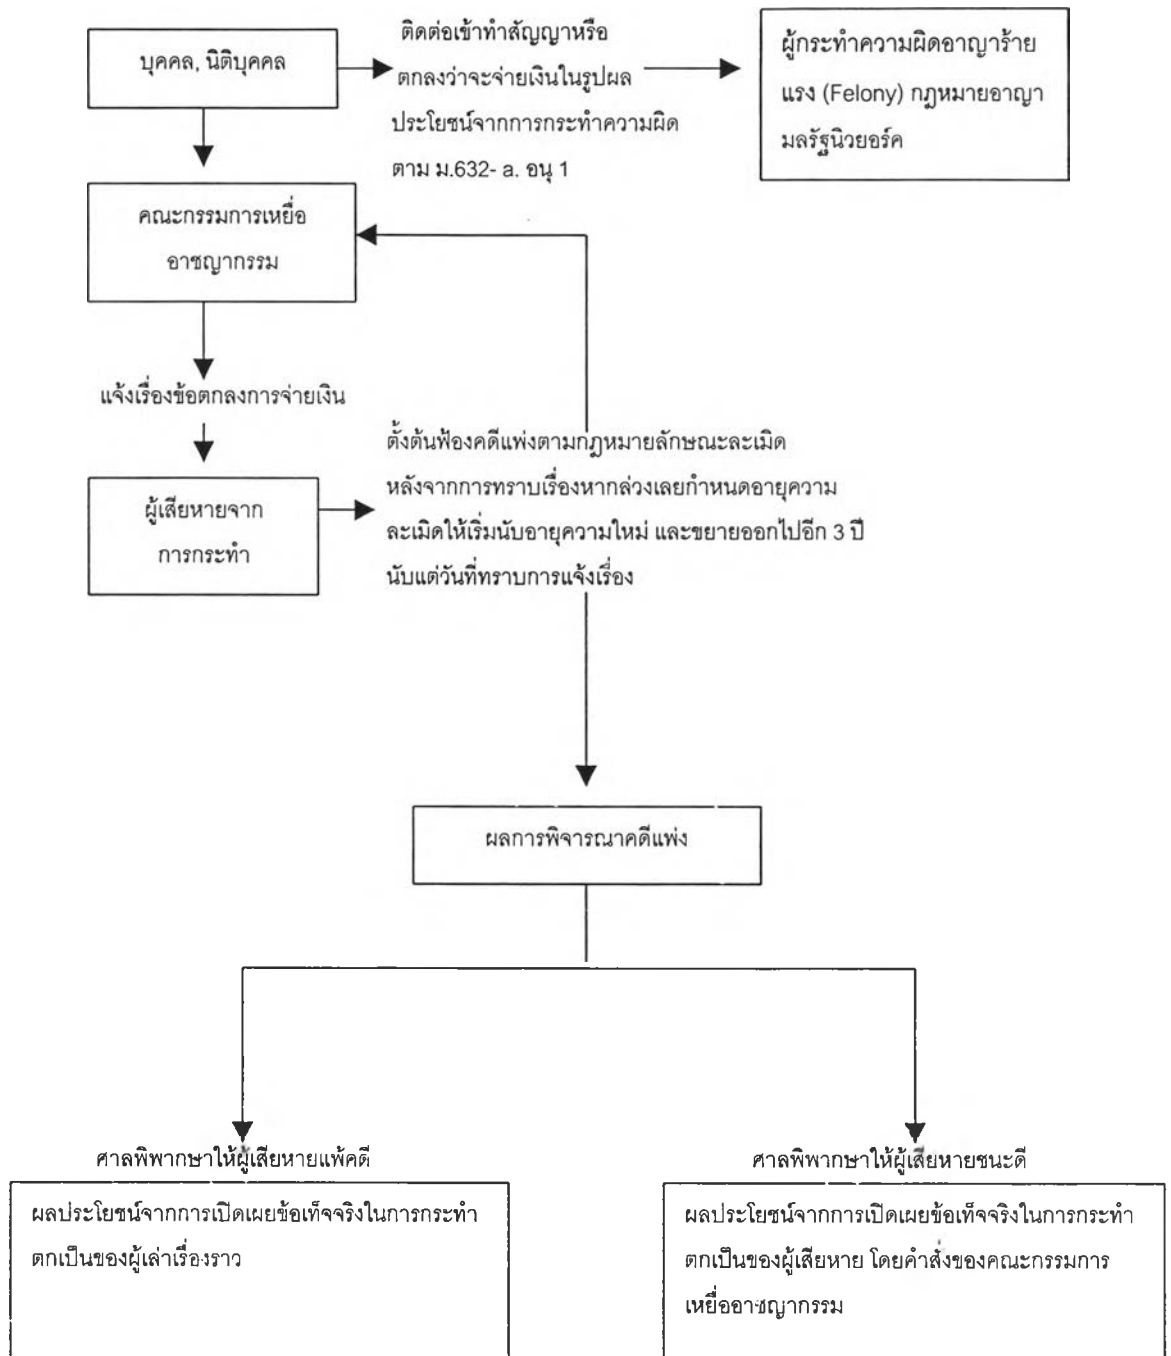 บุคคล, นิติบุคคล
ติดต่อเข้าทำสัญญาหรือ
ตกลงว่าจะจ่ายเงินในรูปผล
ประโยชน์จากการกระทำความผิด
ตาม ม.632- a. อนุ 1
ผู้กระทำความผิดอาญาร้าย
แรง (Felony) กฎหมายอาญา
มลรัฐนิวยอร์ค
คณะกรรมการเหยื่อ
อาชญากรรม
แจ้งเรื่องข้อตกลงการจ่ายเงิน
ผู้เสียหายจาก
การกระทำ
ตั้งต้นฟ้องคดีแพ่งตามกฎหมายลักษณะละเมิด
หลังจากการทราบเรื่องหากล่วงเลยกำหนดอายุความ
ละเมิดให้เริ่มนับอายุความใหม่ และขยายออกไปอีก 3 ปี
นับแต่วันที่ทราบการแจ้งเรื่อง
ผลการพิจารณาคดีแพ่ง
ศาลพิพากษาให้ผู้เสียหายแพ้คดี
ผลประโยชน์จากการเปิดเผยข้อเท็จจริงในการกระทำ
ตกเป็นของผู้เล่าเรื่องราว
ศาลพิพากษาให้ผู้เสียหายชนะดี
ผลประโยชน์จากการเปิดเผยข้อเท็จจริงในการกระทำ
ตกเป็นของผู้เสียหาย โดยคำสั่งของคณะกรรมการ
เหยื่ออาชญากรรม